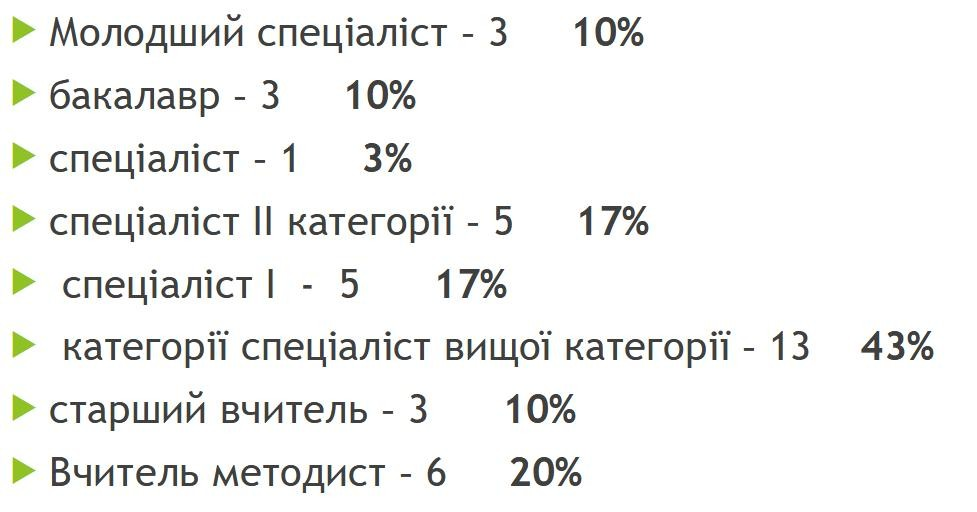 Молодший спеціаліст – 3 10%
бакалавр – 3 10%
спеціаліст – 1 3%
спеціаліст ІІ категорії – 5 17%
спеціаліст І - 5 17%
категорії спеціаліст вищої категорії – 13 43%
старший вчитель – 3 10%
Вчитель методист – 6 20%